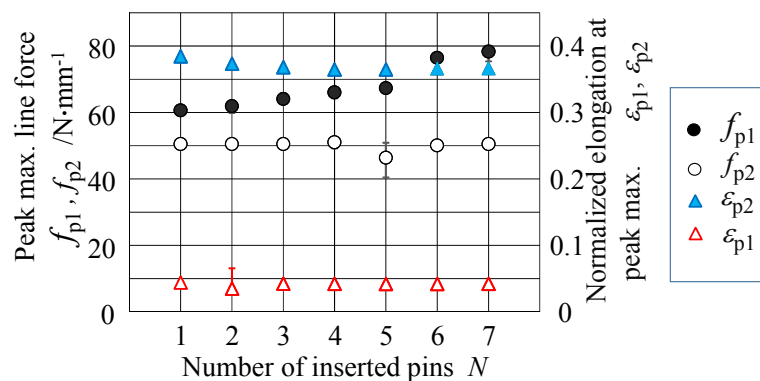 Peak max. line force
f_p1 , f_p2 /N·mm⁻¹
80
60
40
20
0
1 2 3 4 5 6 7
Number of inserted pins N
0.4
0.3
0.2
0.1
0
Normalized elongation at
peak max. ε_p1, ε_p2
f_p1
f_p2
ε_p2
ε_p1